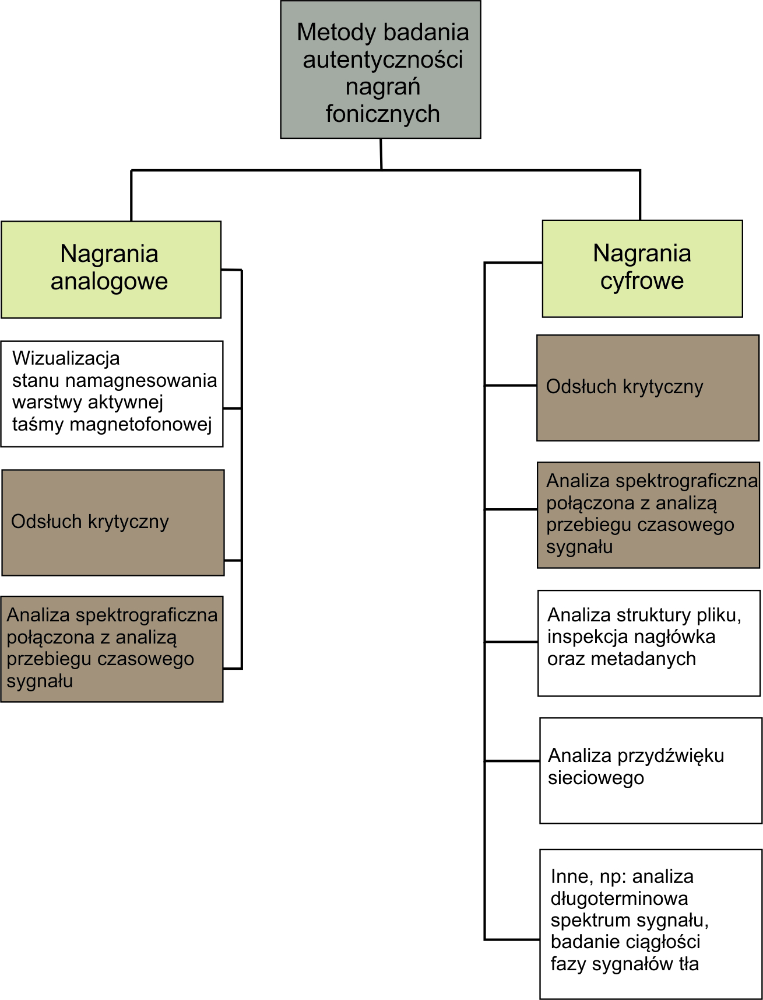 Metody badania
autentyczności
nagrań
fonicznych
Nagrania
analogowe
Wizualizacja
stanu namagnesowania
warstwy aktywnej
taśmy magnetofonowej
Odsłuch krytyczny
Analiza spektrograficzna
połączona z analizą
przebiegu czasowego
sygnału
Nagrania
cyfrowe
Odsłuch krytyczny
Analiza spektrograficzna
połączona z analizą
przebiegu czasowego
sygnału
Analiza struktury pliku,
inspekcja nagłówka
oraz metadanych
Analiza przydźwięku
sieciowego
Inne, np: analiza
długoterminowa
spektrum sygnału,
badanie ciągłości
fazy sygnałów tła